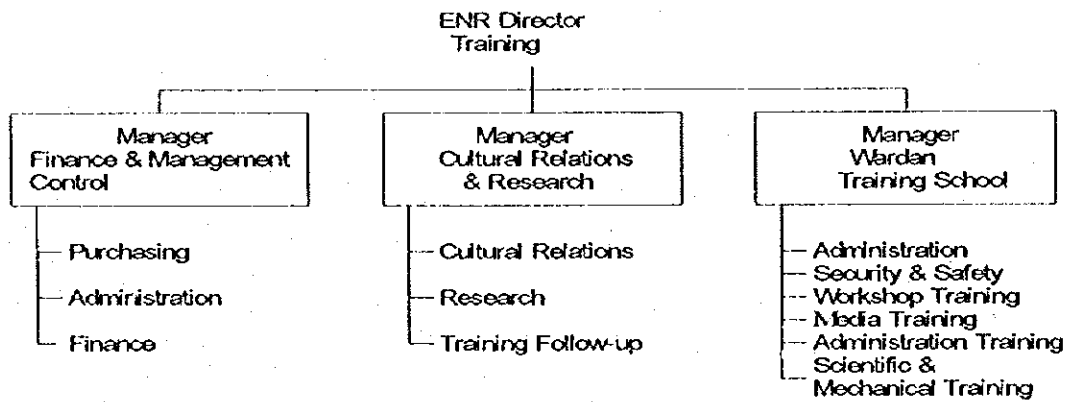 ENR Director
Training
Manager
Finance & Management
Control
Purchasing
Administration
Finance
Manager
Cultural Relations
& Research
Cultural Relations
Research
Training Follow-up
Manager
Wardan
Training School
Administration
Security & Safety
Workshop Training
Media Training
Administration Training
Scientific &
Mechanical Training